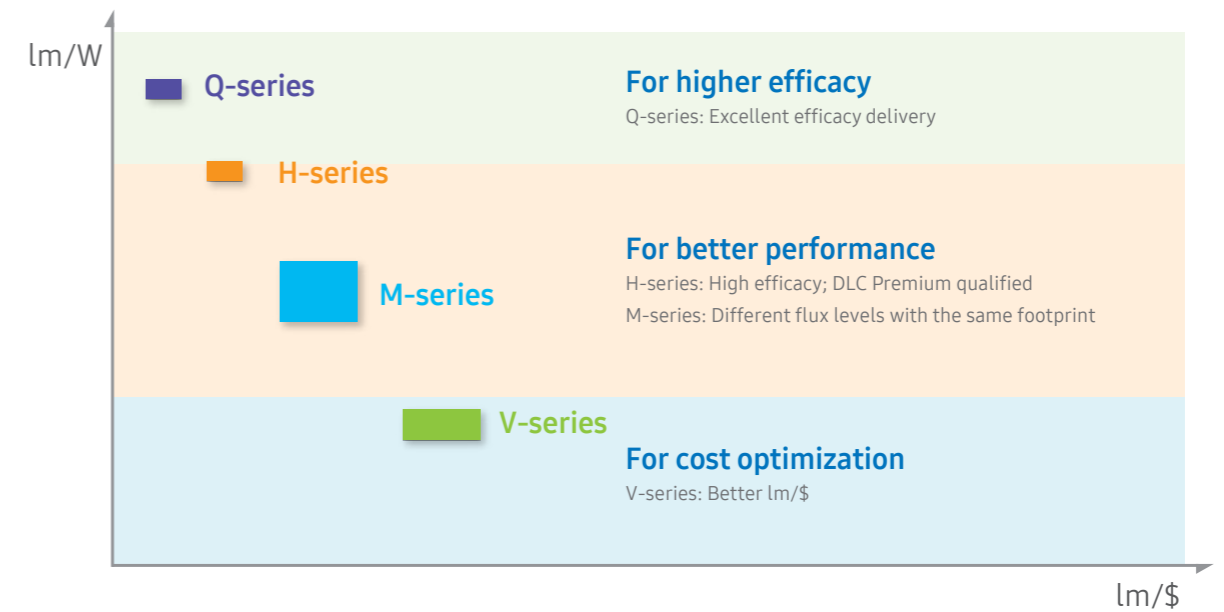 lm/W
Q-series
For higher efficacy
Q-series: Excellent efficacy delivery
H-series
For better performance
H-series: High efficacy; DLC Premium qualified
M-series
M-series: Different flux levels with the same footprint
V-series
For cost optimization
V-series: Better lm/$
lm/$